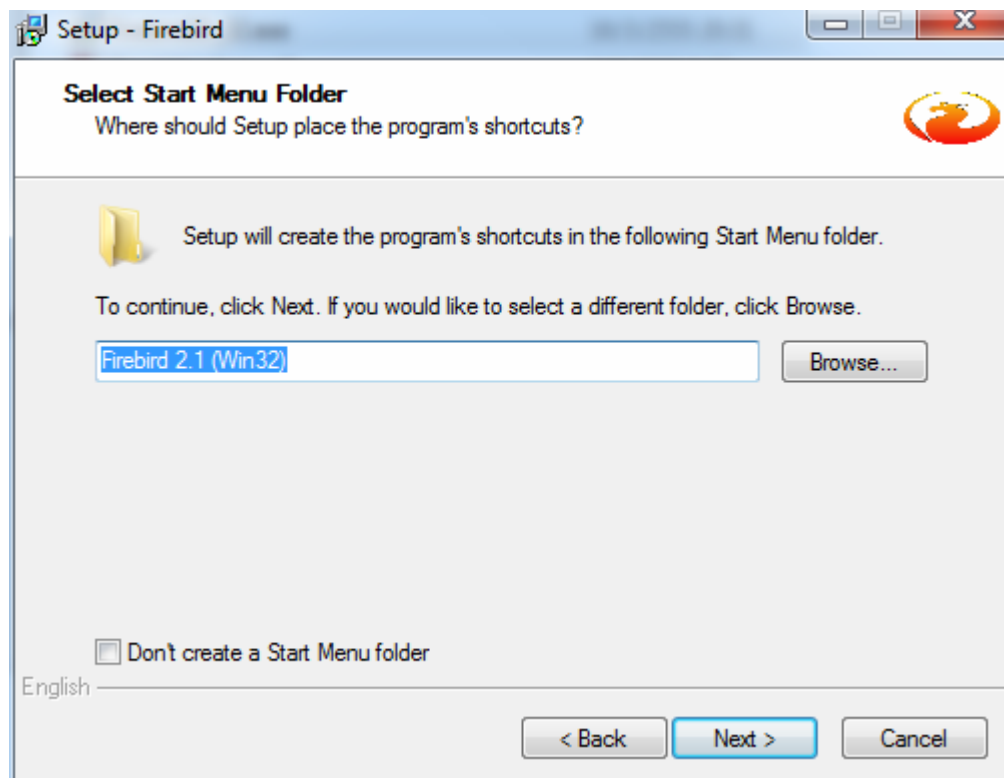 Setup - Firebird
Select Start Menu Folder
Where should Setup place the program's shortcuts?
Setup will create the program's shortcuts in the following Start Menu folder.
To continue, click Next. If you would like to select a different folder, click Browse.
Firebird 2.1 (Win32)
Browse...
Don't create a Start Menu folder
English
< Back Next > Cancel